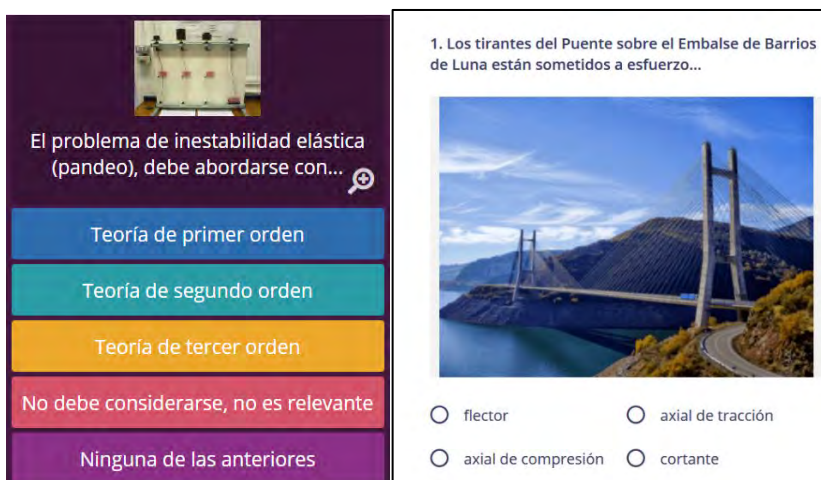 El problema de inestabilidad elástica
(pandeo), debe abordarse con...
Teoría de primer orden
Teoría de segundo orden
Teoría de tercer orden
No debe considerarse, no es relevante
Ninguna de las anteriores
1. Los tirantes del Puente sobre el Embalse de Barrios
de Luna están sometidos a esfuerzo...
flector
axial de tracción
axial de compresión
cortante